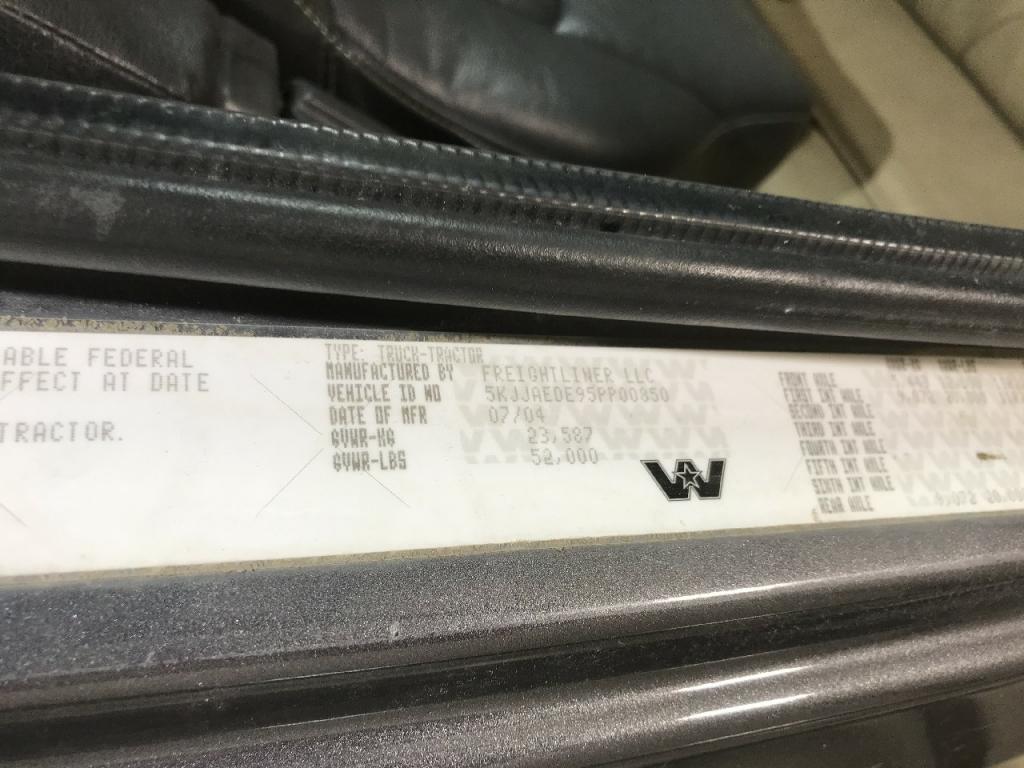 ABLE FEDERAL
FFECT AT DATE
TRACTOR.
TYPE: TRUCK-TRACTOR
MANUFACTURED BY FREIGHTLINER LLC
VEHICLE ID NO 5KJJAEDE95PP00850
DATE OF MFR 07/04
GVWR-KG 23,587
GVWR-LBS 52,000
W
FRONT AXLE
FIRST INT AXLE
SECOND INT AXLE
THIRD INT AXLE
FOURTH INT AXLE
FIFTH INT AXLE
SIXTH INT AXLE
REAR AXLE